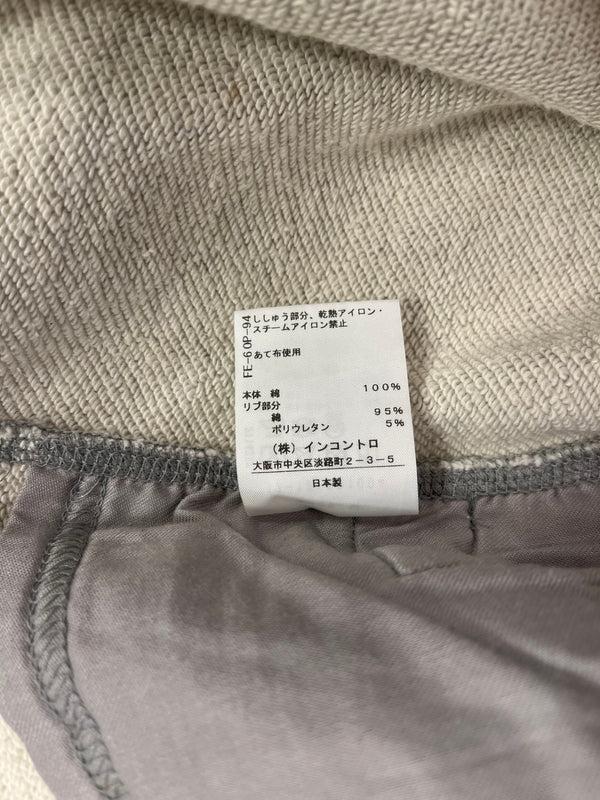 FE-60P-94
ししゅう部分、乾熱アイロン・
スチームアイロン禁止
あて布使用
本体 綿 100%
リブ部分
綿 95%
ポリウレタン 5%
(株) インコントロ
大阪市中央区淡路町2-3-5
日本製